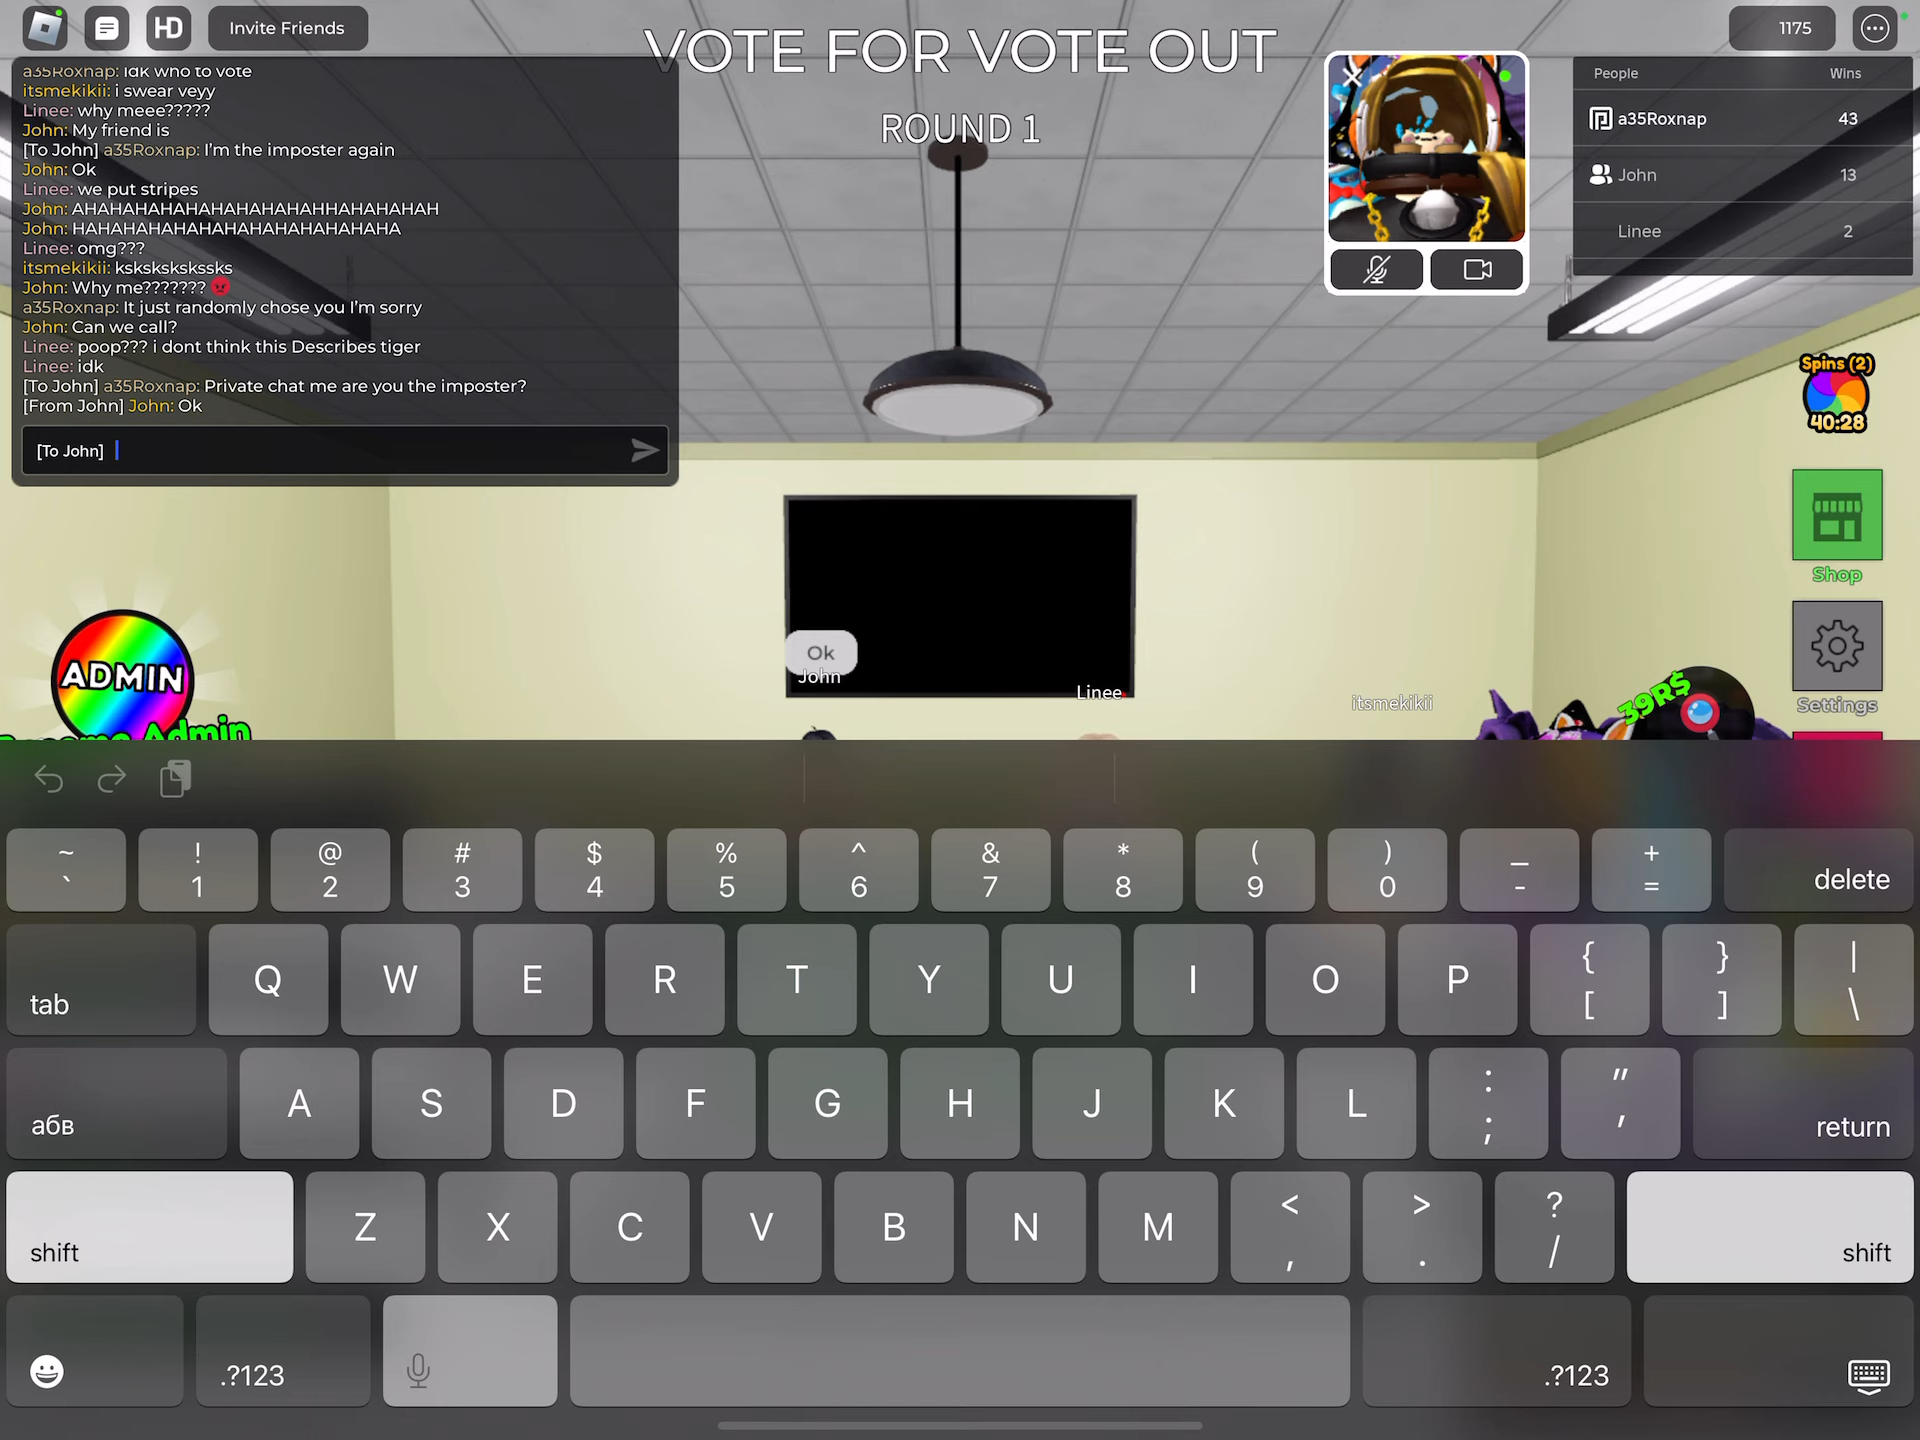 HD
Invite Friends
VOTE FOR VOTE OUT
ROUND 1
1175
People Wins
a35Roxnap 43
John 13
Linee 2
a35Roxnap: Idk who to vote
itsmekikii: i swear veyy
Linee: why meee?????
John: My friend is
[To John] a35Roxnap: I'm the imposter again
John: Ok
Linee: we put stripes
John: AHAHAHAHAHAHAHAHAHAHHAHAHAHAH
John: HAHAHAHAHAHAHAHAHAHAHAHAHA
Linee: omg???
itsmekikii: ksksksksksskss
John: Why me??????? 😡
a35Roxnap: It just randomly chose you I'm sorry
John: Can we call?
Linee: poop??? i dont think this Describes tiger
Linee: idk
[To John] a35Roxnap: Private chat me are you the imposter?
[From John] John: Ok
[To John]
Spins (2)
40:28
Shop
Settings
39R$
Ok
John
Linee
itsmekikii
ADMIN
Become Admin
~ ! @ # $ % ^ & * ( ) _ +
` 1 2 3 4 5 6 7 8 9 0 - = delete
tab Q W E R T Y U I O P { [ } ] | \
абв A S D F G H J K L : ; " ' return
shift Z X C V B N M < , > . ? / shift
.?123 .?123